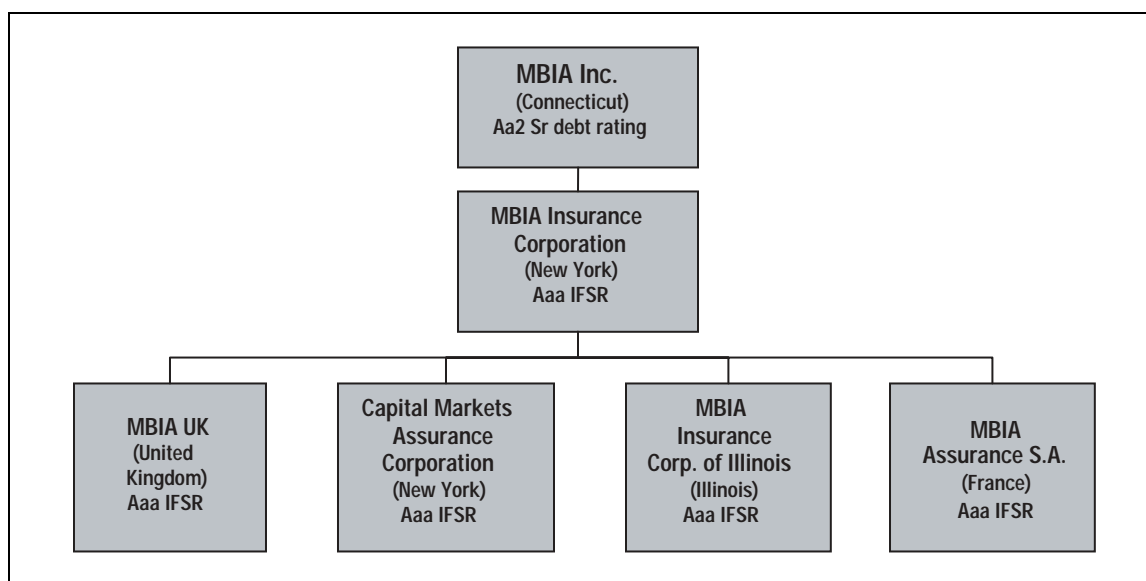 MBIA Inc.
(Connecticut)
Aa2 Sr debt rating
MBIA Insurance
Corporation
(New York)
Aaa IFSR
MBIA UK
(United
Kingdom)
Aaa IFSR
Capital Markets
Assurance
Corporation
(New York)
Aaa IFSR
MBIA
Insurance
Corp. of Illinois
(Illinois)
Aaa IFSR
MBIA
Assurance S.A.
(France)
Aaa IFSR